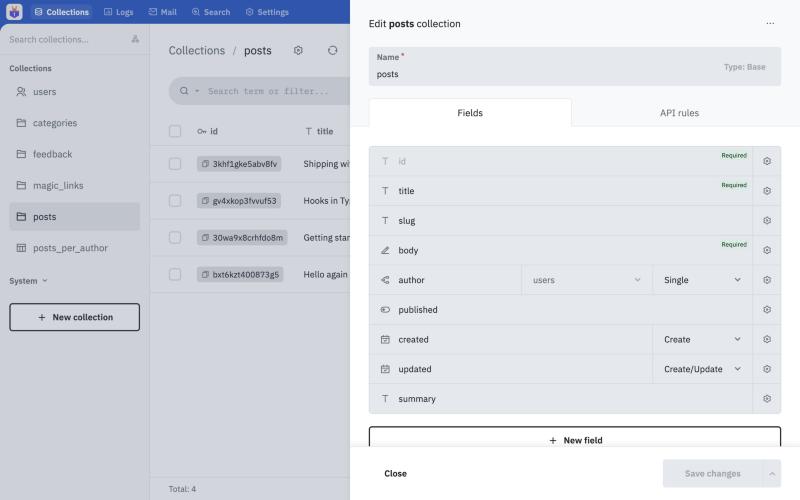 Collections
Logs
Mail
Search
Settings
Search collections...
Collections
users
categories
feedback
magic_links
posts
posts_per_author
System
New collection
Collections / posts
Search term or filter...
id
title
3khf1gke5abv8fv
Shipping wi
gv4xkop3fvvuf53
Hooks in Ty
30wa9x8crhfdo8m
Getting star
bxt6kzt400873g5
Hello again
Total: 4
Edit posts collection
Name *
posts
Type: Base
Fields
API rules
id
Required
title
Required
slug
body
Required
author
users
Single
published
created
Create
updated
Create/Update
summary
New field
Close
Save changes